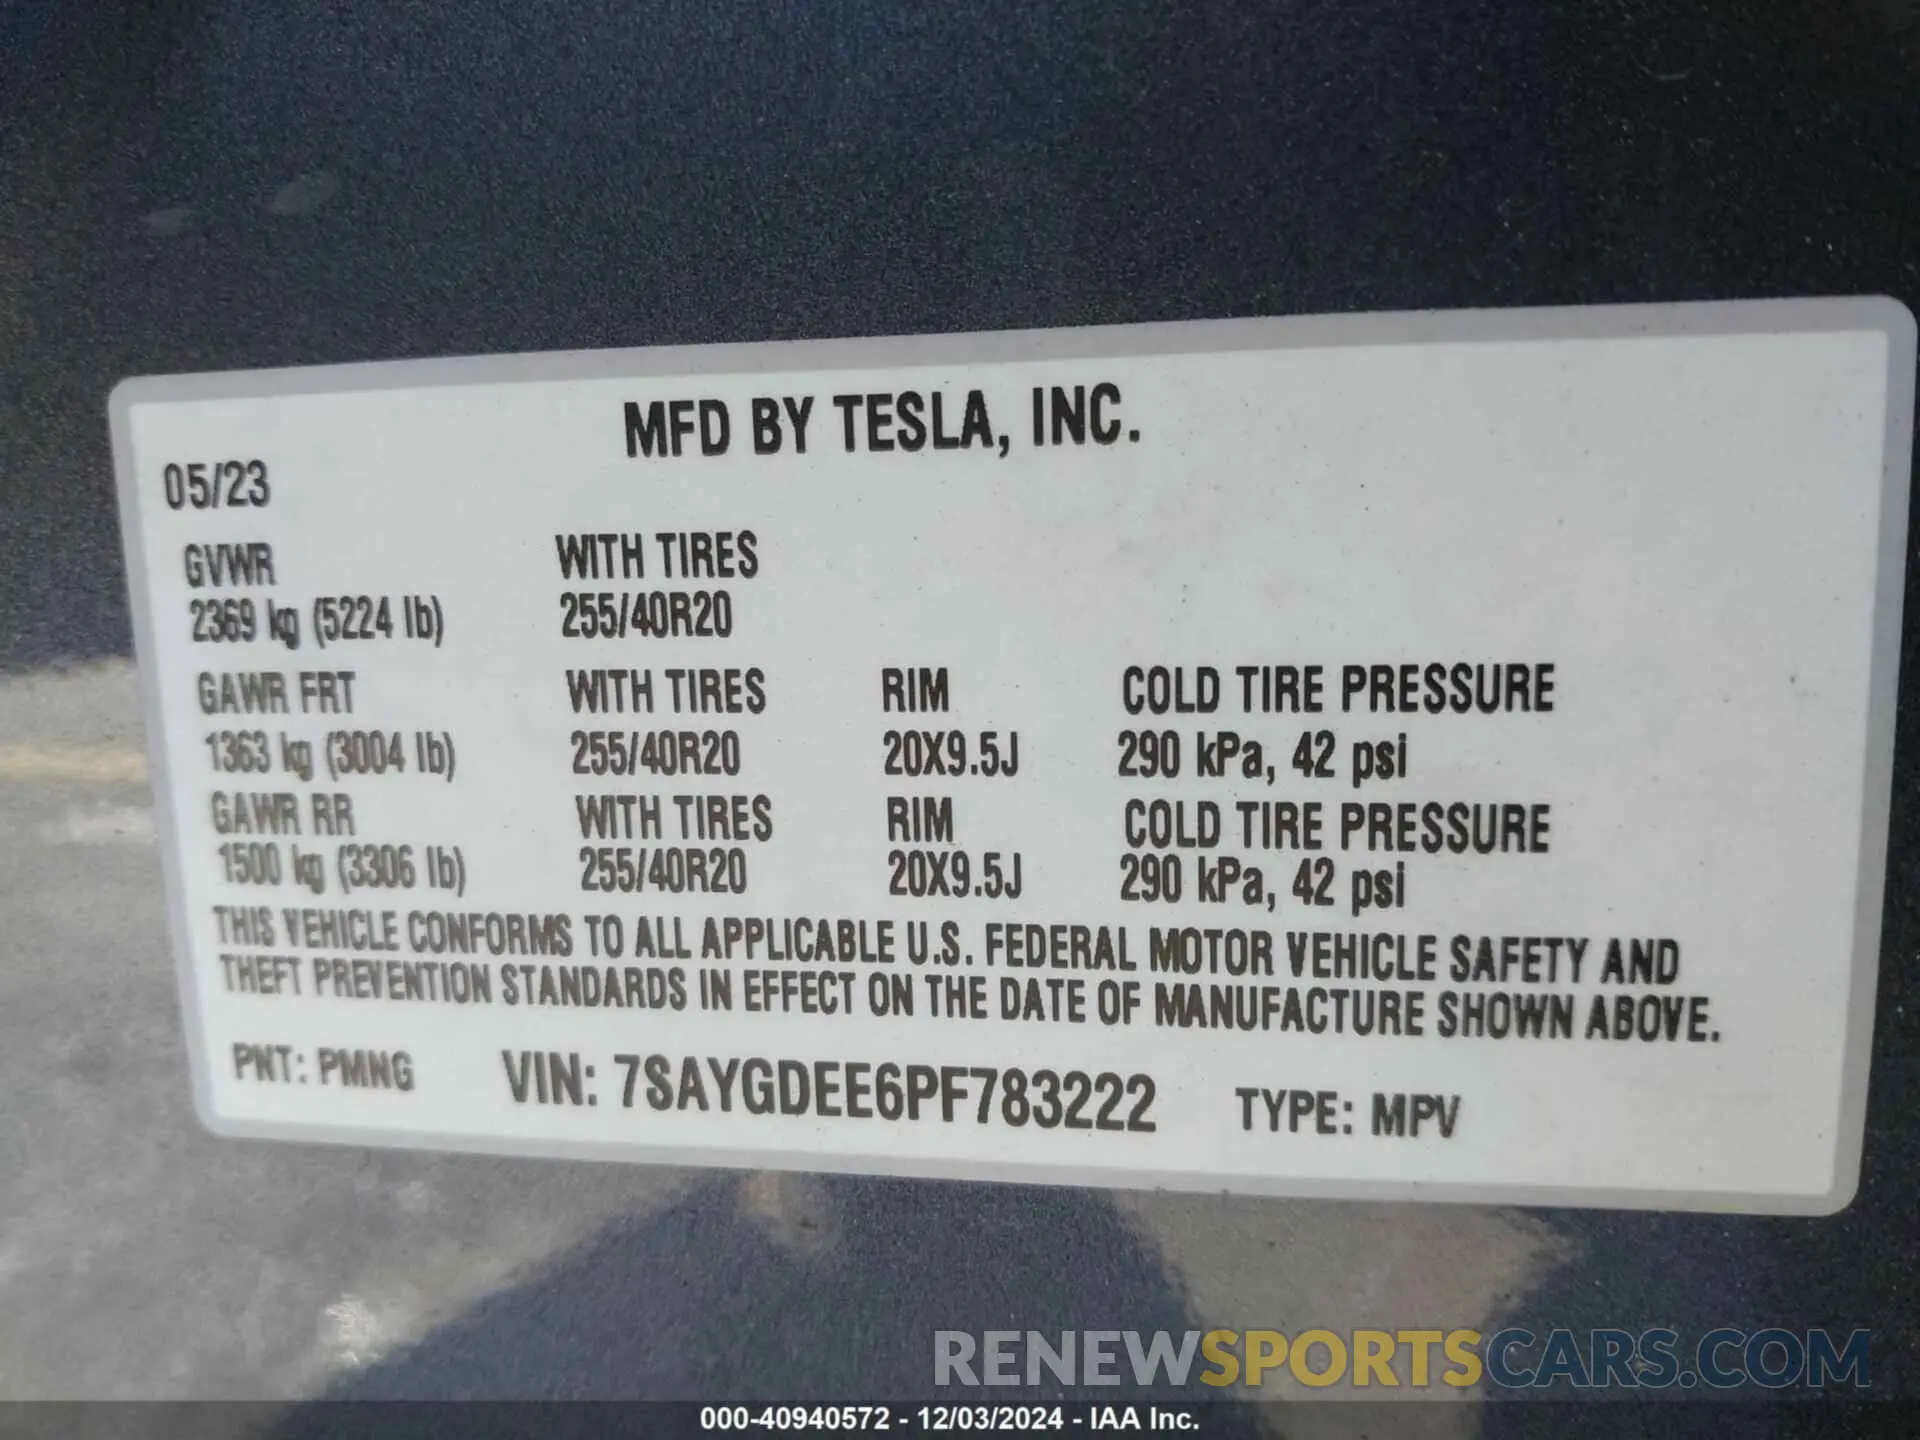 MFD BY TESLA, INC.
05/23
GVWR WITH TIRES
2369 kg (5224 lb) 255/40R20
GAWR FRT WITH TIRES RIM COLD TIRE PRESSURE
1363 kg (3004 lb) 255/40R20 20X9.5J 290 kPa, 42 psi
GAWR RR WITH TIRES RIM COLD TIRE PRESSURE
1500 kg (3306 lb) 255/40R20 20X9.5J 290 kPa, 42 psi
THIS VEHICLE CONFORMS TO ALL APPLICABLE U.S. FEDERAL MOTOR VEHICLE SAFETY AND
THEFT PREVENTION STANDARDS IN EFFECT ON THE DATE OF MANUFACTURE SHOWN ABOVE.
PNT: PMNG VIN: 7SAYGDEE6PF783222 TYPE: MPV
RENEWSPORTSCARS.COM
000-40940572 - 12/03/2024 - IAA Inc.